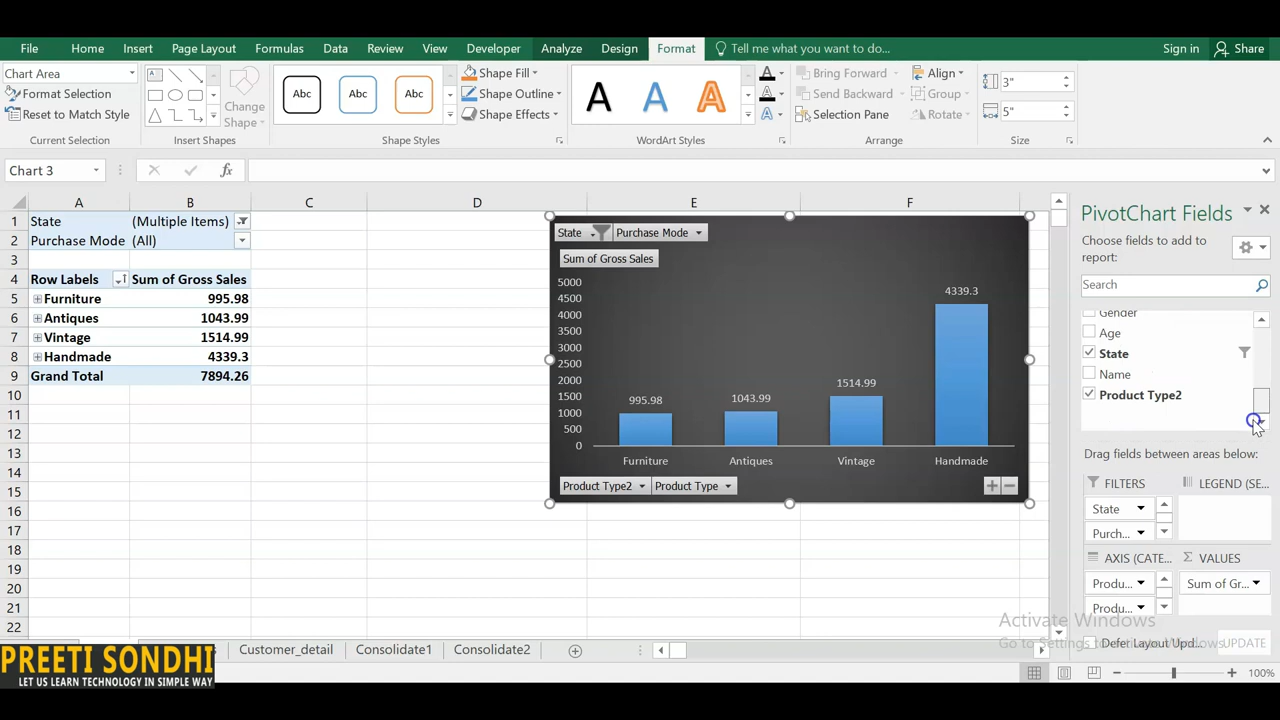 File Home Insert Page Layout Formulas Data Review View Developer Analyze Design Format Tell me what you want to do... Sign in Share
Chart Area
Format Selection
Reset to Match Style
Current Selection
Change
Shape
Insert Shapes
Abc Abc Abc
Shape Fill
Shape Outline
Shape Effects
Shape Styles
A A A
WordArt Styles
Bring Forward
Send Backward
Selection Pane
Align
Group
Rotate
Arrange
3"
5"
Size
Chart 3
fx
A B C D E F
1 State (Multiple Items)
2 Purchase Mode (All)
3
4 Row Labels Sum of Gross Sales
5 Furniture 995.98
6 Antiques 1043.99
7 Vintage 1514.99
8 Handmade 4339.3
9 Grand Total 7894.26
10
11
12
13
14
15
16
17
18
19
20
21
22
State Purchase Mode
Sum of Gross Sales
5000
4500
4000
3500
3000
2500
2000
1500
1000
500
0
995.98 1043.99 1514.99 4339.3
Furniture Antiques Vintage Handmade
Product Type2 Product Type
PivotChart Fields
Choose fields to add to
report:
Search
Gender
Age
State
Name
Product Type2
Drag fields between areas below:
FILTERS
LEGEND (SE...
State
Purch...
AXIS (CATE...
VALUES
Produ...
Sum of Gr...
Produ...
Defer Layout Upd...
UPDATE
Activate Windows
Go to Settings to activate Windows.
Customer_detail Consolidate1 Consolidate2
100%
PREETI SONDHI
LET US LEARN TECHNOLOGY IN SIMPLE WAY